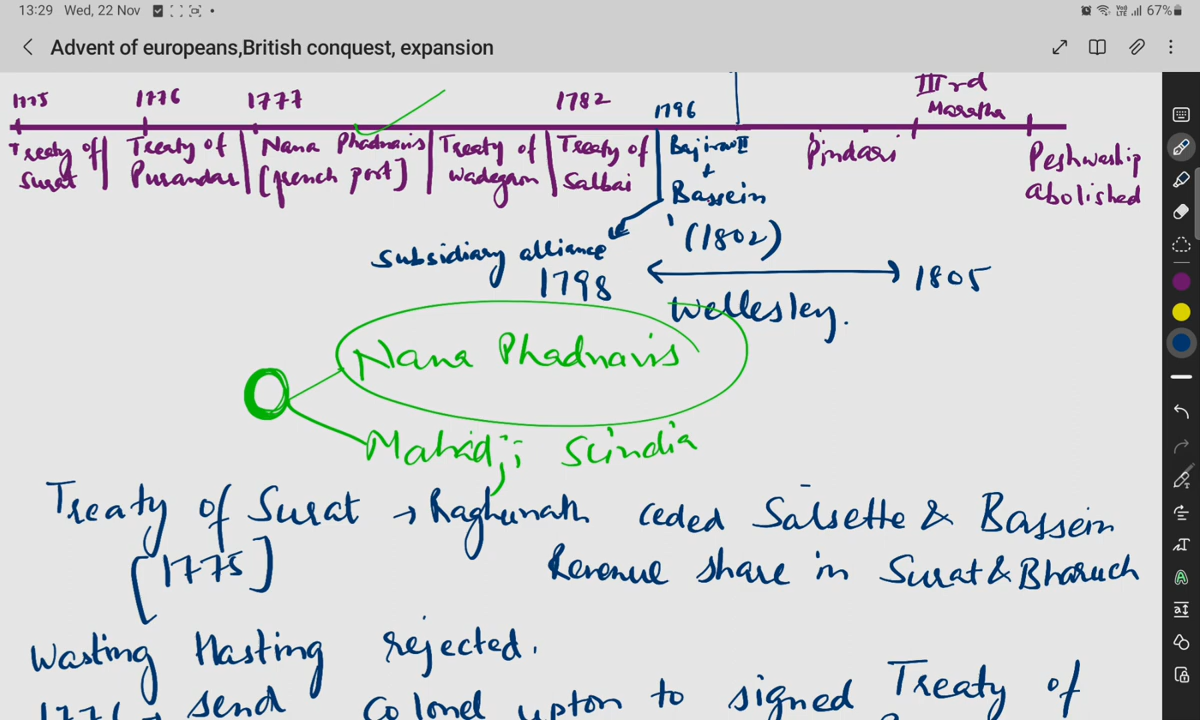 13:29 Wed, 22 Nov
67%
Advent of europeans,British conquest, expansion
1775 1776 1777 1782 1796 IIIrd
Maratha
Treaty of Surat
Treaty of Purandar
Nana Phadnavis [french port]
Treaty of Wadegaon
Treaty of Salbai
Bajirao II
+
Bassein
(1802)
Pindari
Peshwaship abolished
Subsidiary alliance
1798 1805
Wellesley.
Nana Phadnavis
Mahadji Scindia
Treaty of Surat → Raghunath ceded Salsette & Bassein
[1775] Revenue share in Surat & Bharuch
Wasting Hasting rejected.
1776 → send Colonel upton to signed Treaty of